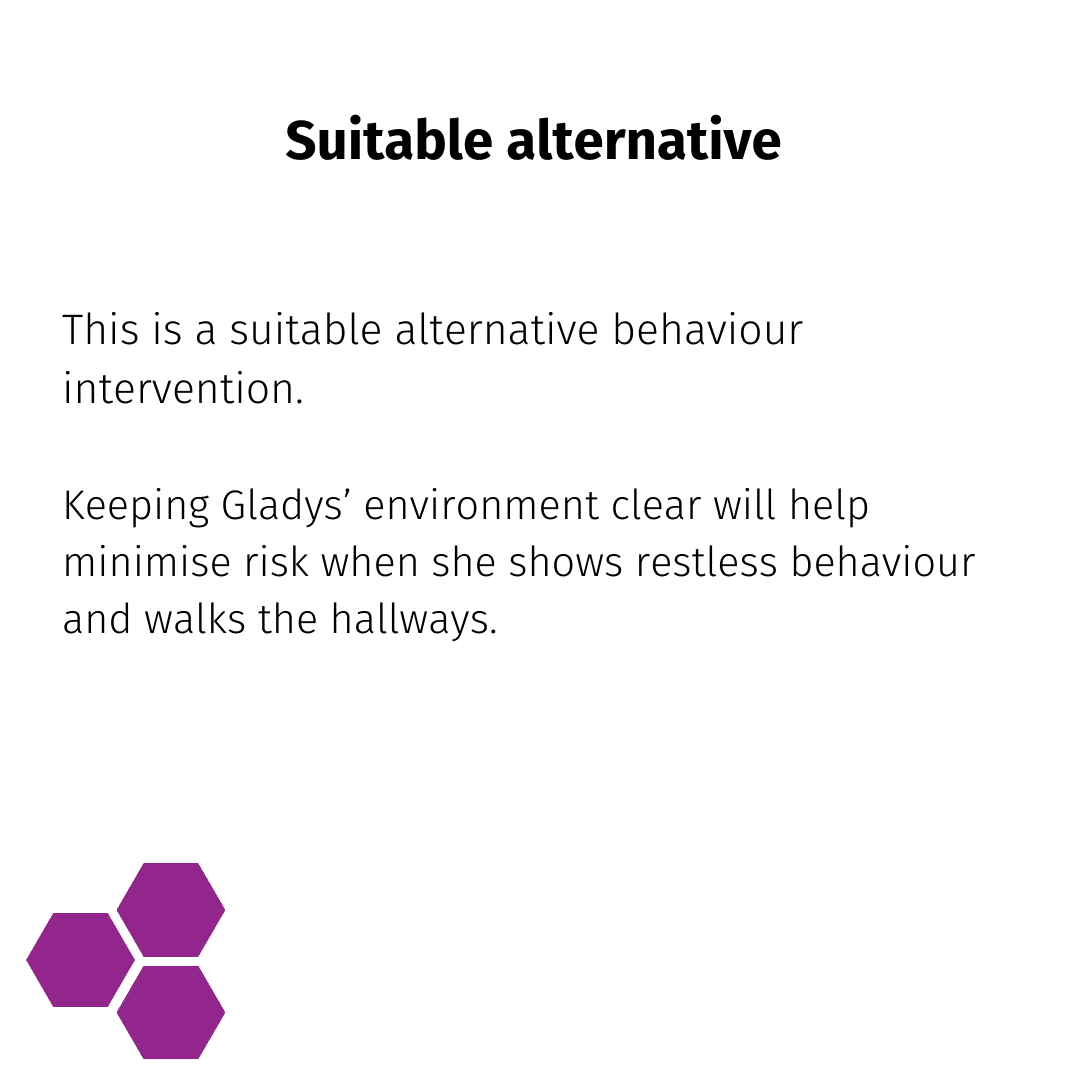 Suitable alternative
This is a suitable alternative behaviour
intervention.
Keeping Gladys’ environment clear will help
minimise risk when she shows restless behaviour
and walks the hallways.